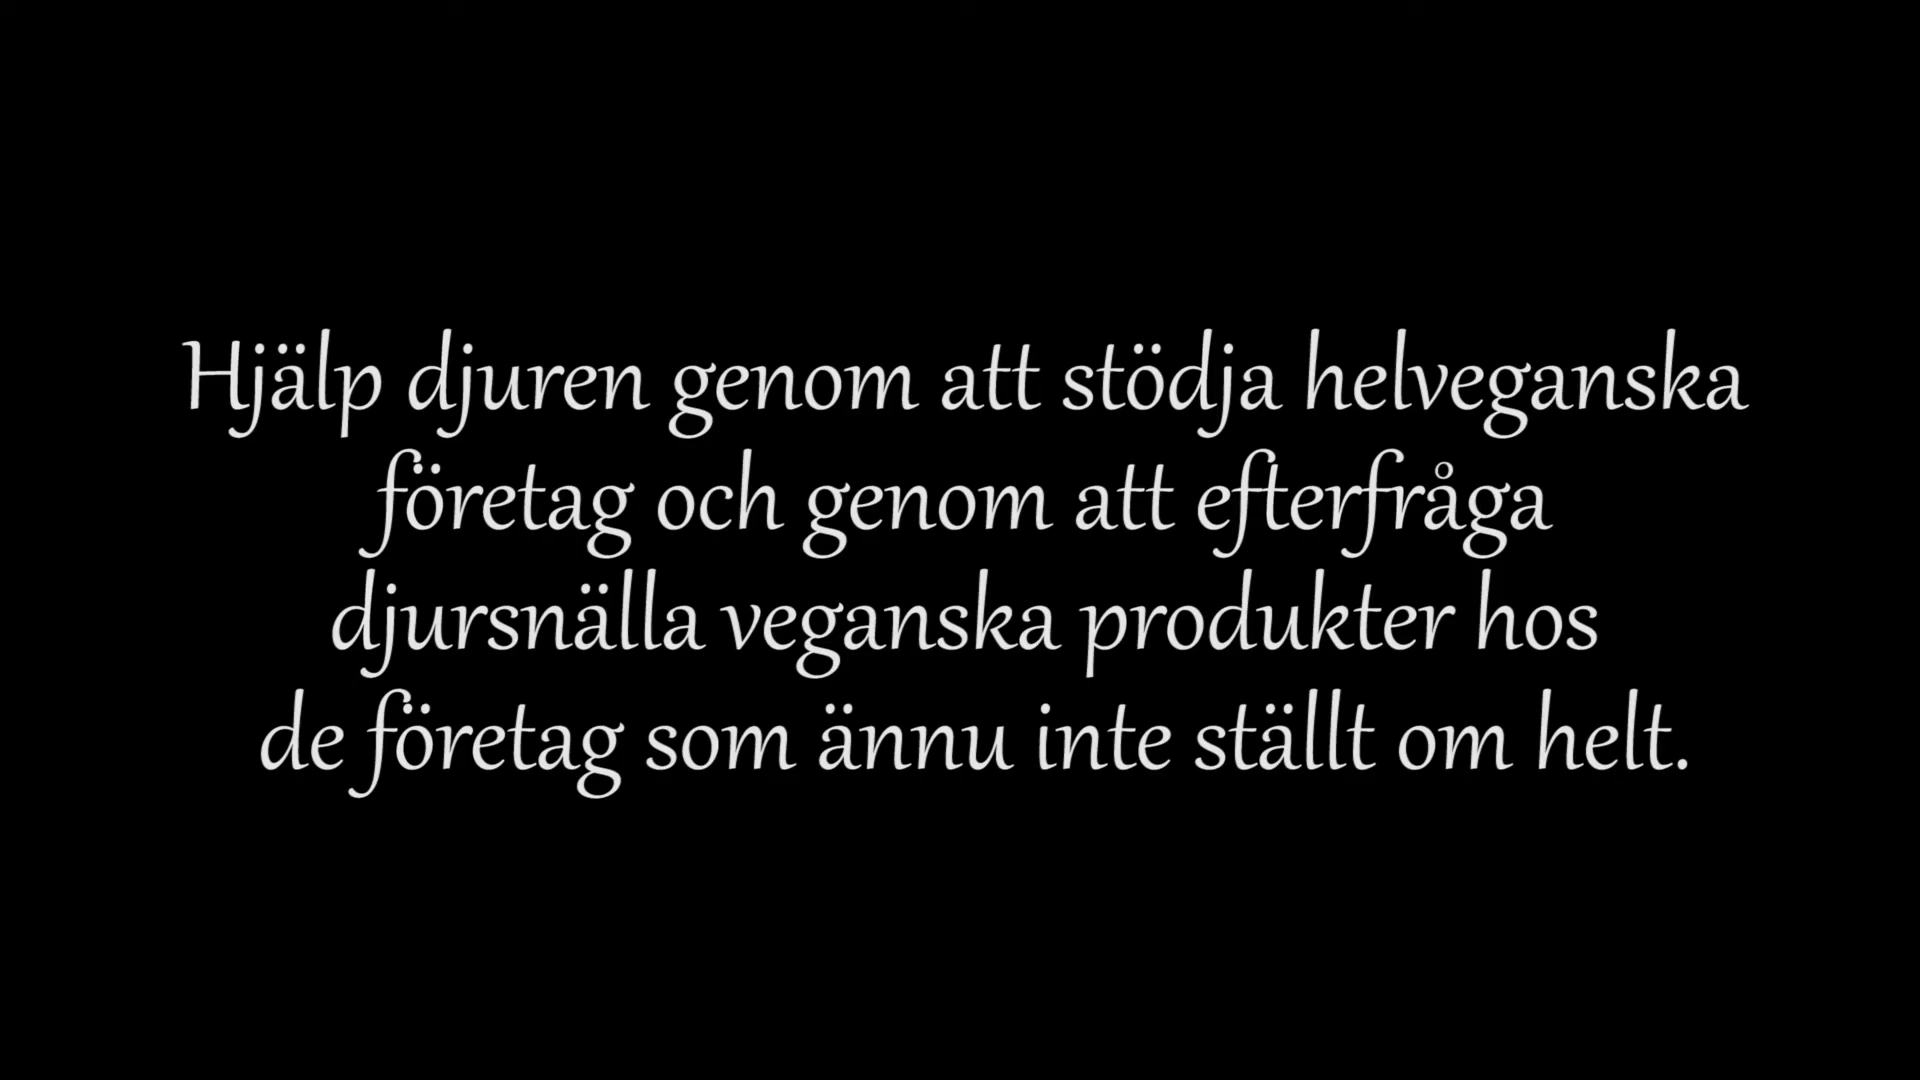 Hjälp djuren genom att stödja helveganska
företag och genom att efterfråga
djursnälla veganska produkter hos
de företag som ännu inte ställt om helt.